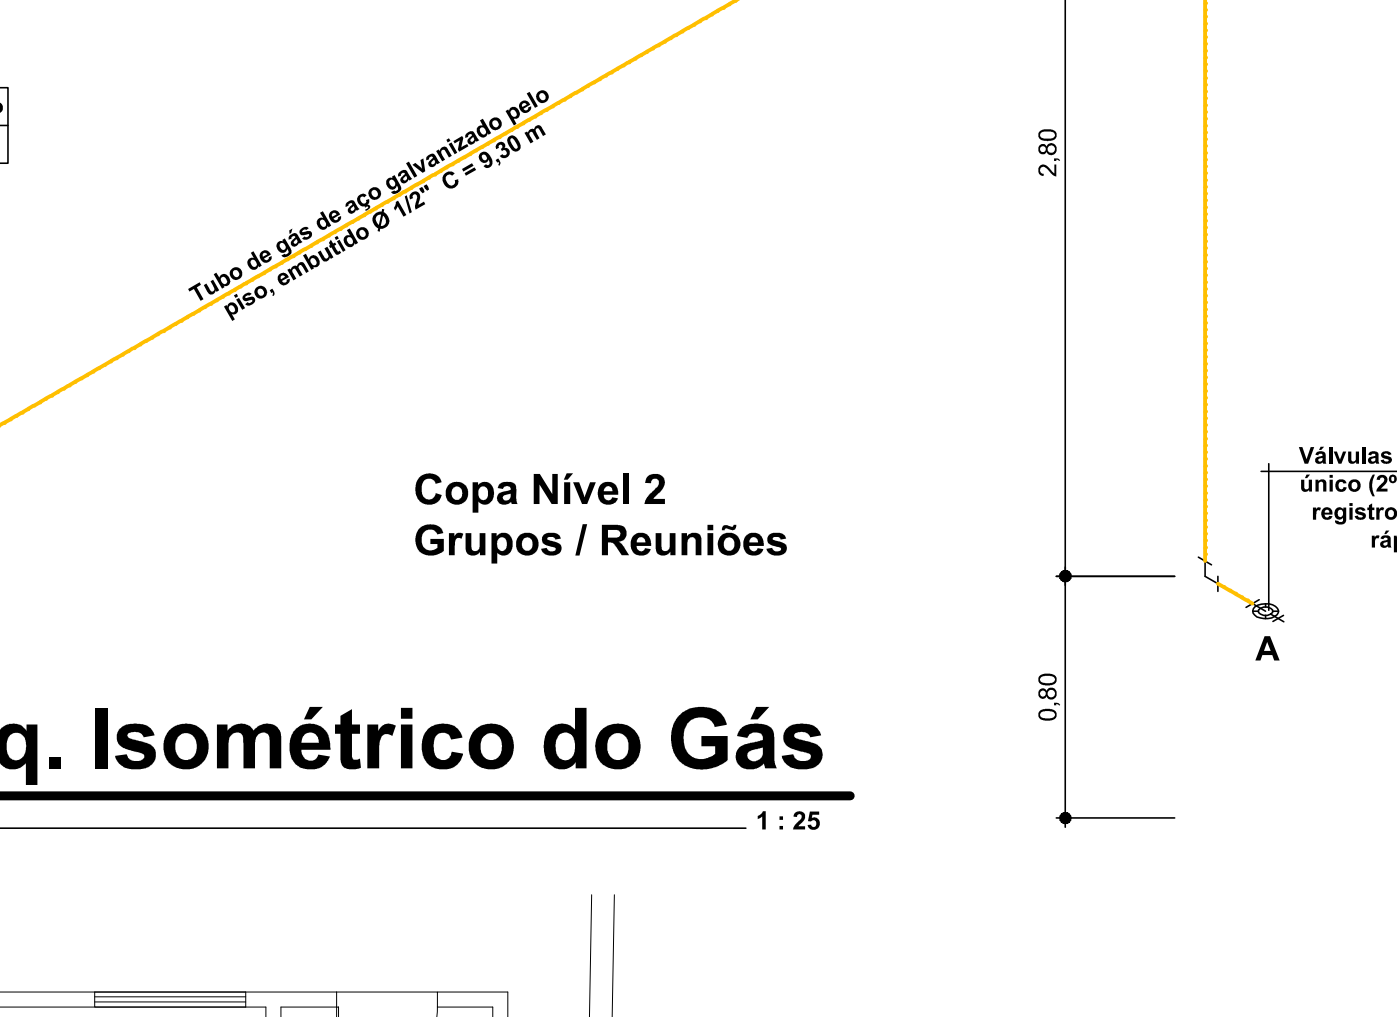 Tubo de gás de aço galvanizado pelo
piso, embutido Ø 1/2" C = 9,30 m
2,80
Válvulas
único (2º
registro
Copa Nível 2
Grupos / Reuniões
A
0,80
q. Isométrico do Gás
1 : 25